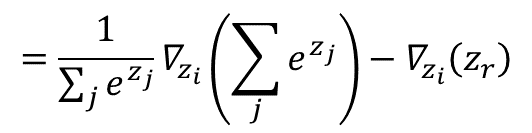 $= \frac{1}{\sum_j e^{z_j}} \nabla_{z_i} \left( \sum_j e^{z_j} \right) - \nabla_{z_i} (z_r)$